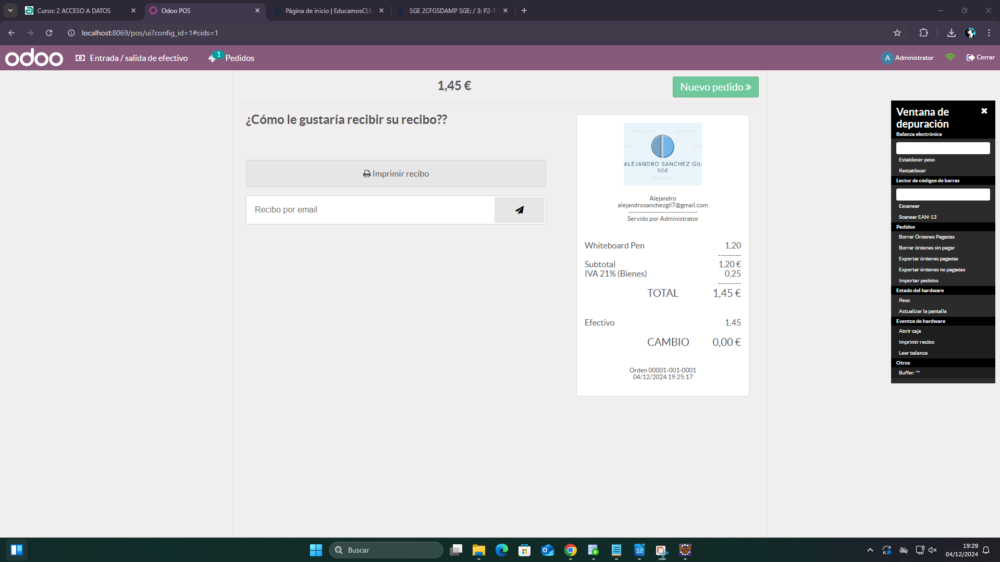 Curso: 2 ACCESO A DATOS
Odoo POS
Página de inicio | EducamosCLM
SGE 2CFGSDAMP SGE: / 3: P2-T
localhost:8069/pos/ui?config_id=1#cids=1
odoo
Entrada / salida de efectivo
1
Pedidos
A
Administrator
Cerrar
1,45 €
Nuevo pedido
¿Cómo le gustaría recibir su recibo??
Imprimir recibo
Recibo por email
ALEJANDRO SANCHEZ GIL
SGE
Alejandro
alejandrosanchezgil7@gmail.com
--------------------------------
Servido por Administrator
Whiteboard Pen 1,20
--------
Subtotal 1,20 €
IVA 21% (Bienes) 0,25
--------
TOTAL 1,45 €
Efectivo 1,45
CAMBIO 0,00 €
Orden 00001-001-0001
04/12/2024 19:25:17
Ventana de
depuración
Balanza electrónica
Establecer peso
Restablecer
Lector de códigos de barras
Escanear
Scanear EAN-13
Pedidos
Borrar Órdenes Pagadas
Borrar órdenes sin pagar
Exportar órdenes pagadas
Exportar órdenes no pagadas
Importar pedidos
Estado del hardware
Peso
Actualizar la pantalla
Eventos de hardware
Abrir caja
Imprimir recibo
Leer balanza
Otros
Buffer: ""
Buscar
19:29
04/12/2024